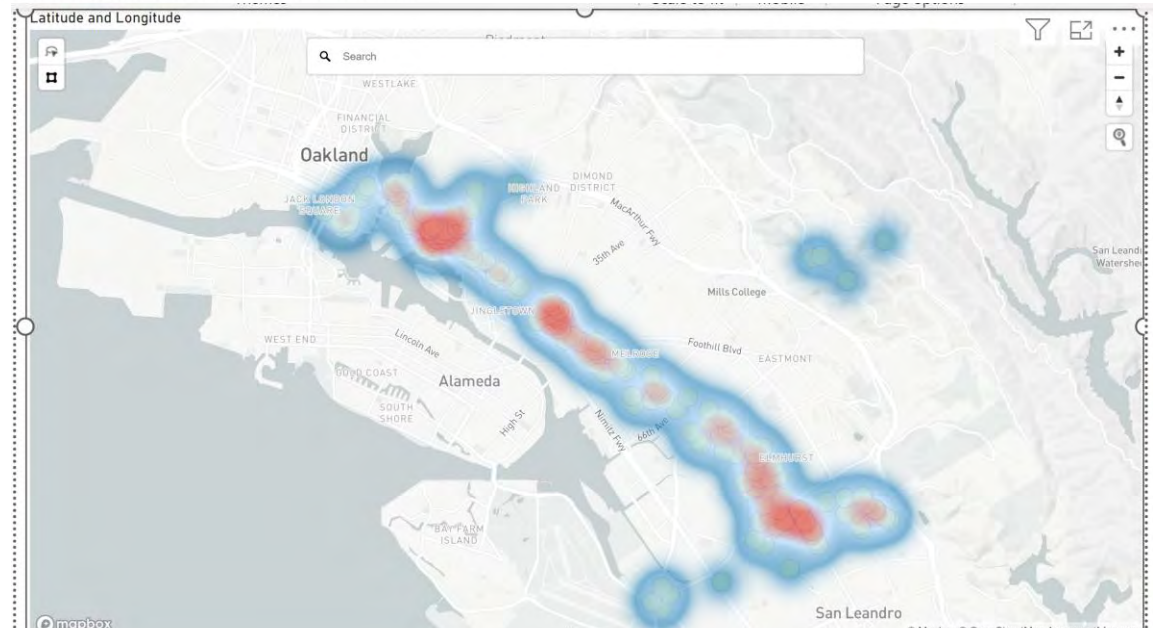 Latitude and Longitude
Search
WESTLAKE
FINANCIAL
DISTRICT
Oakland
JACK LONDON
SQUARE
HIGHLAND
PARK
DIMOND
DISTRICT
MacArthur Fwy
35th Ave
San Leand
Watershe
Mills College
JINGLETOWN
WEST END
Lincoln Ave
MELROSE
Foothill Blvd
EASTMONT
GOLD COAST
Alameda
SOUTH
SHORE
High St
Nimitz Fwy
66th Ave
ELMHURST
BAY FARM
ISLAND
San Leandro
mapbox